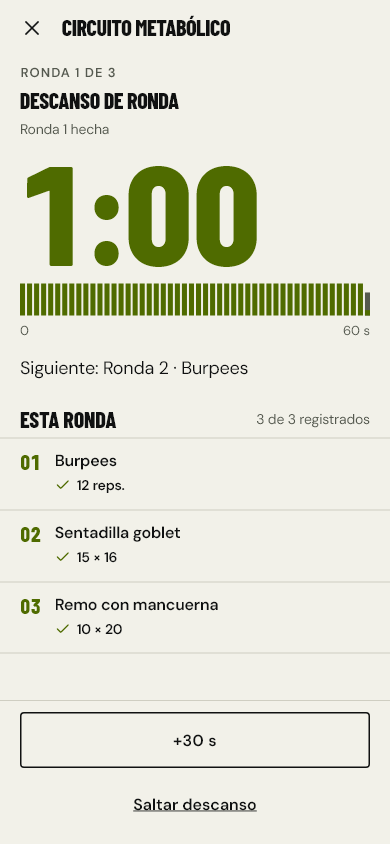 CIRCUITO METABÓLICO
RONDA 1 DE 3
DESCANSO DE RONDA
Ronda 1 hecha
1:00
0 60 s
Siguiente: Ronda 2 · Burpees
ESTA RONDA 3 de 3 registrados
01 Burpees
12 reps.
02 Sentadilla goblet
15 × 16
03 Remo con mancuerna
10 × 20
+30 s
Saltar descanso